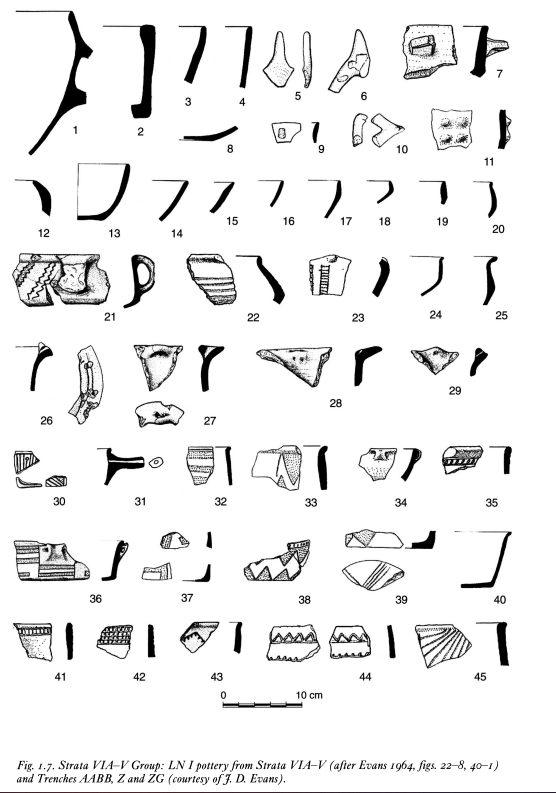 1 2 3 4 5 6 7
8 9 10 11
12 13 14 15 16 17 18 19 20
21 22 23 24 25
26 27 28 29
30 31 32 33 34 35
36 37 38 39 40
41 42 43 44 45
0 10 cm
Fig. 1.7. Strata VIA–V Group: LN I pottery from Strata VIA–V (after Evans 1964, figs. 22–8, 40–1)
and Trenches AABB, Z and ZG (courtesy of J. D. Evans).